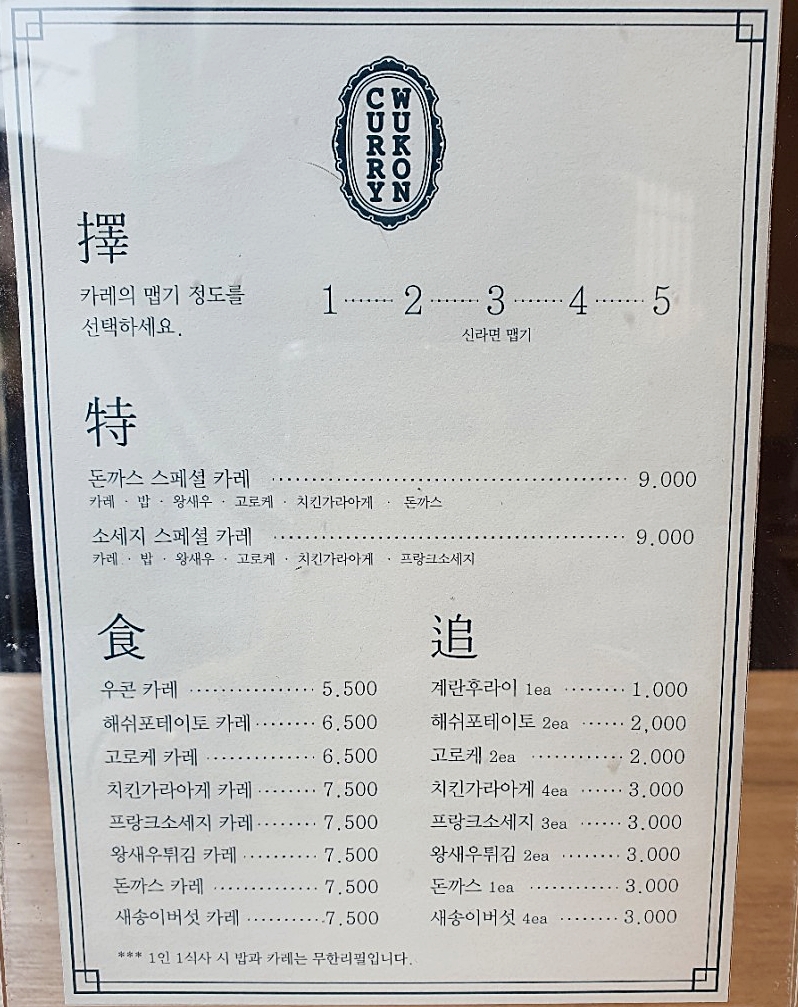 CURRY WUKON
擇
카레의 맵기 정도를
선택하세요.
1 ······ 2 ······ 3 ······ 4 ······ 5
신라면 맵기
特
돈까스 스페셜 카레 ······ 9.000
카레 · 밥 · 왕새우 · 고로케 · 치킨가라아게 · 돈까스
소세지 스페셜 카레 ······ 9.000
카레 · 밥 · 왕새우 · 고로케 · 치킨가라아게 · 프랑크소세지
食
우콘 카레 ······ 5.500
해쉬포테이토 카레 ······ 6.500
고로케 카레 ······ 6.500
치킨가라아게 카레 ······ 7.500
프랑크소세지 카레 ······ 7.500
왕새우튀김 카레 ······ 7.500
돈까스 카레 ······ 7.500
새송이버섯 카레 ······ 7.500
追
계란후라이 1ea ······ 1.000
해쉬포테이토 2ea ······ 2,000
고로케 2ea ······ 2.000
치킨가라아게 4ea ······ 3.000
프랑크소세지 3ea ······ 3.000
왕새우튀김 2ea ······ 3.000
돈까스 1ea ······ 3.000
새송이버섯 4ea ······ 3.000
*** 1인 1식사 시 밥과 카레는 무한리필입니다.